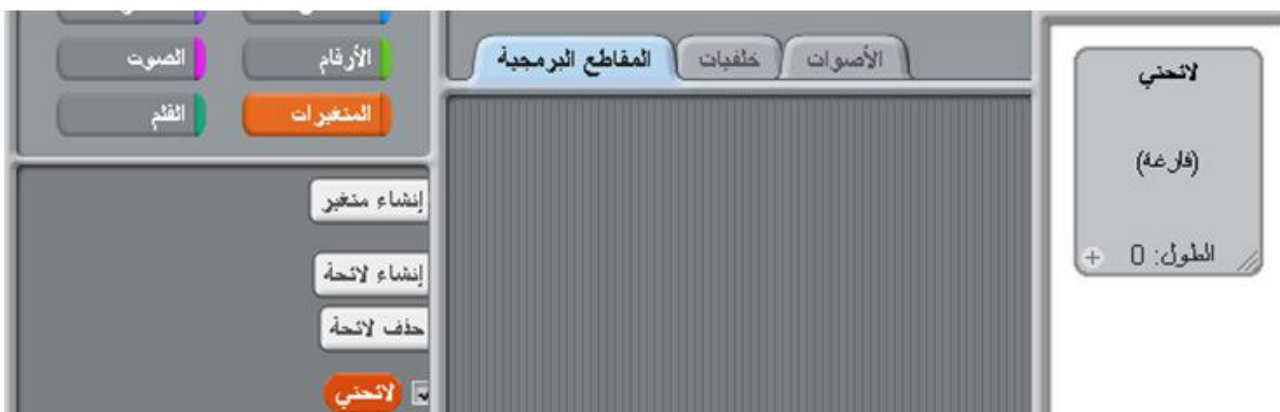 لائحتي
(فارغة)
الطول: 0
+
الأصوات
خلفيات
المقاطع البرمجية
الأرقام
الصوت
المتغيرات
القلم
إنشاء متغير
إنشاء لائحة
حذف لائحة
لائحتي